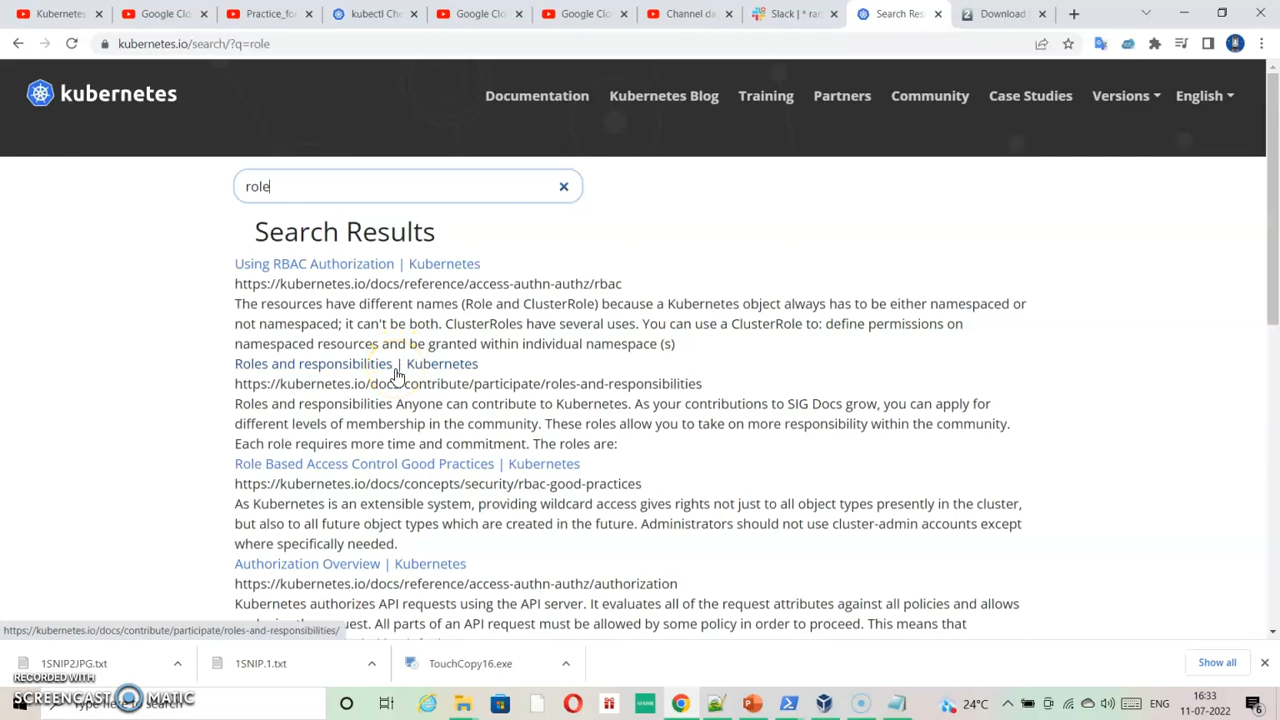 Kubernetes
Google Clo
Practice_fo
kubectl Che
Google Clo
Google Clo
Channel da
Slack | * ran
Search Res
Download
kubernetes.io/search/?q=role
kubernetes
Documentation
Kubernetes Blog
Training
Partners
Community
Case Studies
Versions
English
role
Search Results
Using RBAC Authorization | Kubernetes
https://kubernetes.io/docs/reference/access-authn-authz/rbac
The resources have different names (Role and ClusterRole) because a Kubernetes object always has to be either namespaced or
not namespaced; it can't be both. ClusterRoles have several uses. You can use a ClusterRole to: define permissions on
namespaced resources and be granted within individual namespace (s)
Roles and responsibilities | Kubernetes
https://kubernetes.io/docs/contribute/participate/roles-and-responsibilities
Roles and responsibilities Anyone can contribute to Kubernetes. As your contributions to SIG Docs grow, you can apply for
different levels of membership in the community. These roles allow you to take on more responsibility within the community.
Each role requires more time and commitment. The roles are:
Role Based Access Control Good Practices | Kubernetes
https://kubernetes.io/docs/concepts/security/rbac-good-practices
As Kubernetes is an extensible system, providing wildcard access gives rights not just to all object types presently in the cluster,
but also to all future object types which are created in the future. Administrators should not use cluster-admin accounts except
where specifically needed.
Authorization Overview | Kubernetes
https://kubernetes.io/docs/reference/access-authn-authz/authorization
Kubernetes authorizes API requests using the API server. It evaluates all of the request attributes against all policies and allows
request. All parts of an API request must be allowed by some policy in order to proceed. This means that
https://kubernetes.io/docs/contribute/participate/roles-and-responsibilities/
1SNIP2JPG.txt
1SNIP.1.txt
TouchCopy16.exe
Show all
RECORDED WITH
SCREENCAST MATIC
Type here to search
24°C
ENG
16:33
11-07-2022
6